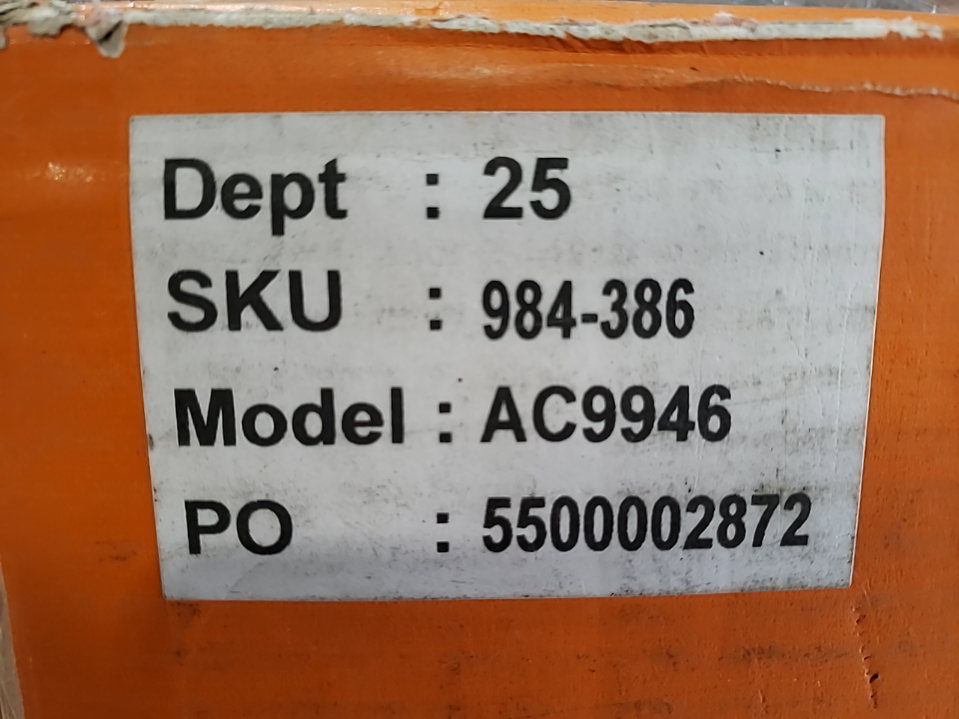 Dept : 25
SKU : 984-386
Model : AC9946
PO : 5500002872